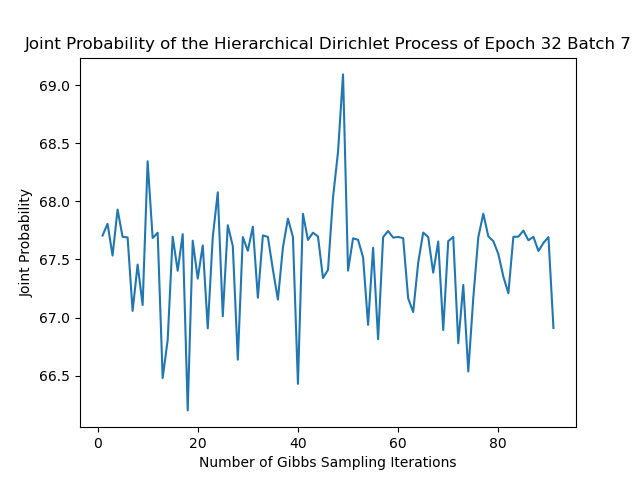 Joint Probability of the Hierarchical Dirichlet Process of Epoch 32 Batch 7
69.0
68.5
68.0
67.5
67.0
66.5
Joint Probability
0 20 40 60 80
Number of Gibbs Sampling Iterations